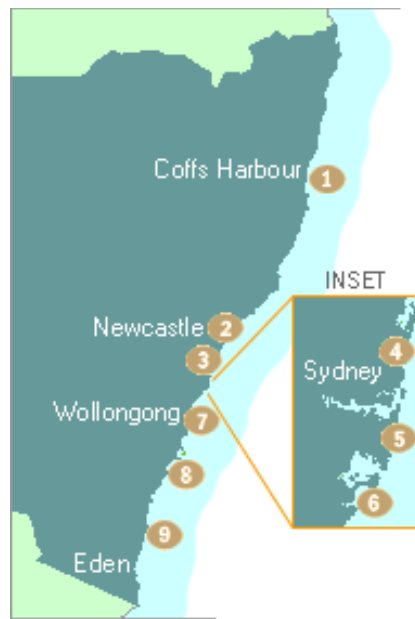 Coffs Harbour 1
INSET
Newcastle 2
3
4
Sydney
Wollongong 7
5
8
6
9
Eden